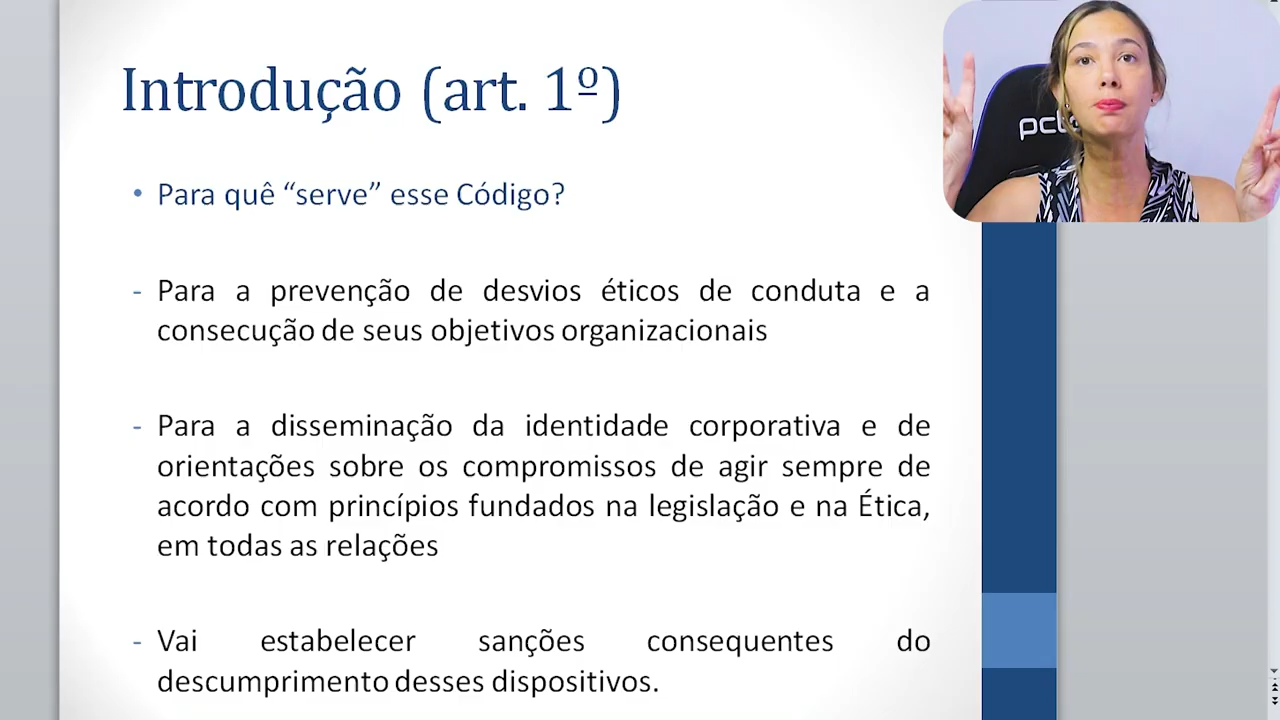 Introdução (art. 1º)
• Para quê “serve” esse Código?
- Para a prevenção de desvios éticos de conduta e a
consecução de seus objetivos organizacionais
- Para a disseminação da identidade corporativa e de
orientações sobre os compromissos de agir sempre de
acordo com princípios fundados na legislação e na Ética,
em todas as relações
- Vai estabelecer sanções consequentes do
descumprimento desses dispositivos.